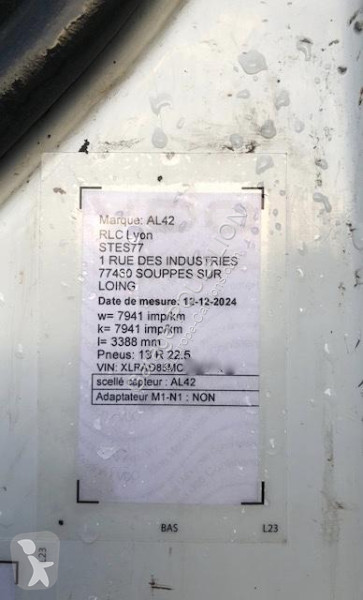 Marque: AL42
RLC Lyon
STES77
1 RUE DES INDUSTRIES
77460 SOUPPES SUR
LOING
Date de mesure: 12-12-2024
w= 7941 imp/km
k= 7941 imp/km
l= 3388 mm
Pneus: 13 R 22.5
VIN: XLRAD85MC
scellé capteur : AL42
Adaptateur M1-N1 : NON
BAS L23
L23